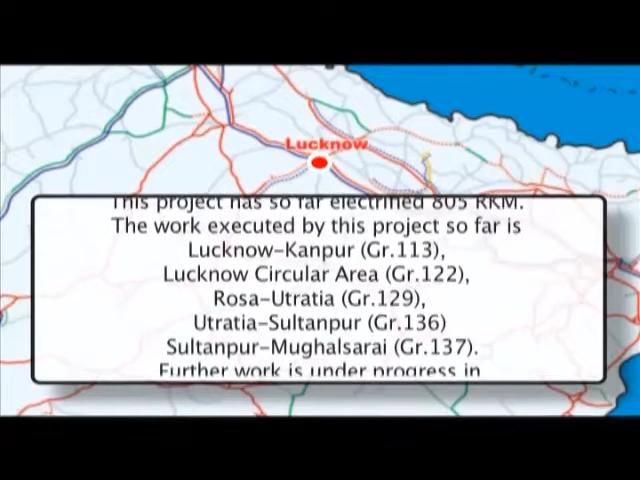 Lucknow
This project has so far electrified 805 RKM.
The work executed by this project so far is
Lucknow-Kanpur (Gr.113),
Lucknow Circular Area (Gr.122),
Rosa-Utratia (Gr.129),
Utratia-Sultanpur (Gr.136)
Sultanpur-Mughalsarai (Gr.137).
Further work is under progress in